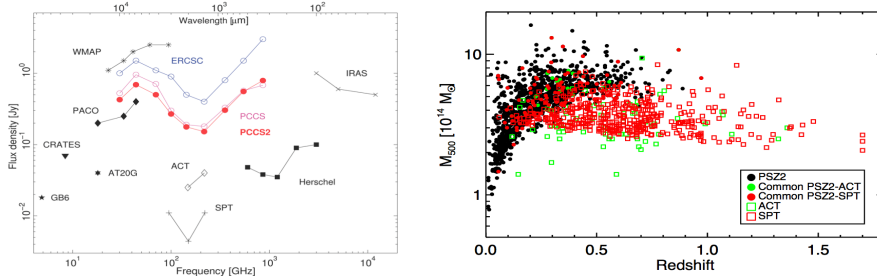 Wavelength [μm]
10⁴ 10³ 10²
WMAP
ERCSC
IRAS
PACO
PCCS
PCCS2
CRATES
AT20G
ACT
Herschel
GB6
SPT
Flux density [Jy]
10⁰
10⁻¹
10⁻²
10¹ 10² 10³ 10⁴
Frequency [GHz]
M₅₀₀ [10¹⁴ M☉]
10
1
PSZ2
Common PSZ2-ACT
Common PSZ2-SPT
ACT
SPT
0.0 0.5 1.0 1.5
Redshift